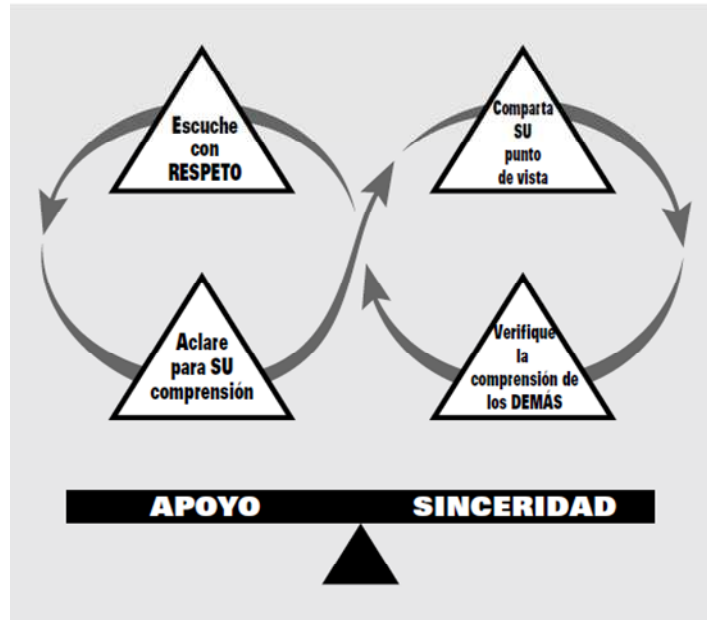 Escuche
con
RESPETO
Comparta
SU
punto
de vista
Aclare
para SU
comprensión
Verifique
la
comprensión de
los DEMÁS
APOYO
SINCERIDAD